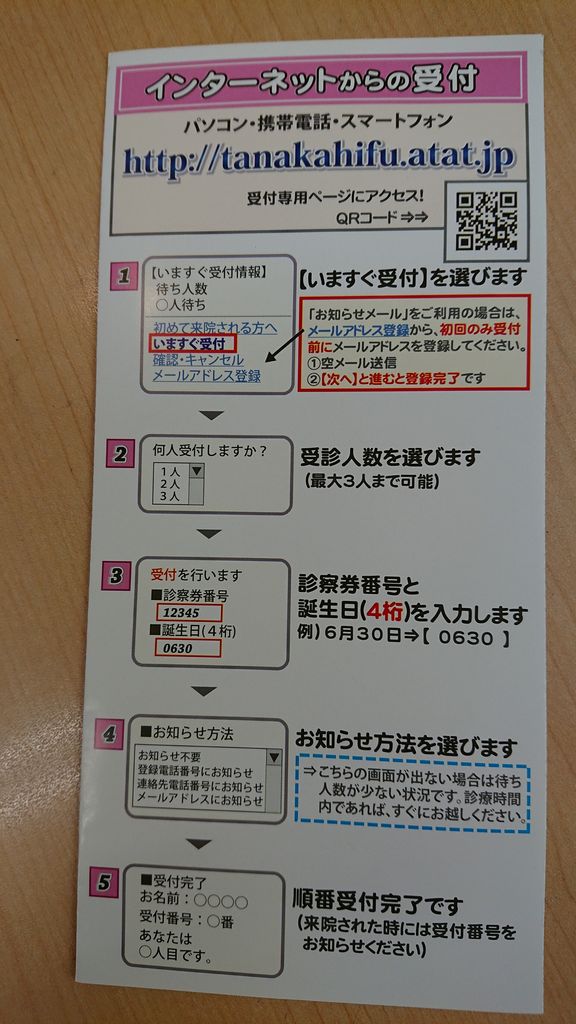 インターネットからの受付
パソコン・携帯電話・スマートフォン
http://tanakahifu.atat.jp
受付専用ページにアクセス!
QRコード⇒⇒
1
【いますぐ受付情報】
待ち人数
○人待ち
初めて来院される方へ
いますぐ受付
確認・キャンセル
メールアドレス登録
【いますぐ受付】を選びます
「お知らせメール」をご利用の場合は、
メールアドレス登録から、初回のみ受付
前にメールアドレスを登録してください。
①空メール送信
②【次へ】と進むと登録完了です
2
何人受付しますか?
1人▼
2人
3人
受診人数を選びます
(最大3人まで可能)
3
受付を行います
■診察券番号
12345
■誕生日(4桁)
0630
診察券番号と
誕生日(4桁)を入力します
例)6月30日⇒【 0630 】
4
■お知らせ方法
お知らせ不要▼
登録電話番号にお知らせ
連絡先電話番号にお知らせ
メールアドレスにお知らせ
お知らせ方法を選びます
⇒こちらの画面が出ない場合は待ち
人数が少ない状況です。診療時間
内であれば、すぐにお越しください。
5
■受付完了
お名前:○○○○
受付番号:○番
あなたは
○人目です。
順番受付完了です
(来院された時には受付番号を
お知らせください)